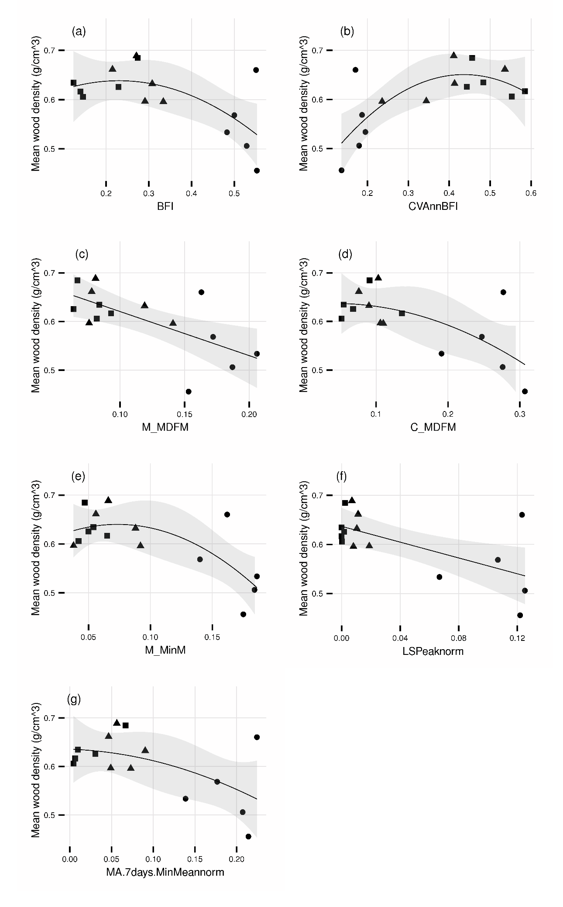 (a)
Mean wood density (g/cm^3)
0.7
0.6
0.5
0.2 0.3 0.4 0.5
BFI
(b)
Mean wood density (g/cm^3)
0.7
0.6
0.5
0.2 0.3 0.4 0.5 0.6
CVAnnBFI
(c)
Mean wood density (g/cm^3)
0.7
0.6
0.5
0.10 0.15 0.20
M_MDFM
(d)
Mean wood density (g/cm^3)
0.7
0.6
0.5
0.1 0.2 0.3
C_MDFM
(e)
Mean wood density (g/cm^3)
0.7
0.6
0.5
0.05 0.10 0.15
M_MinM
(f)
Mean wood density (g/cm^3)
0.7
0.6
0.5
0.00 0.04 0.08 0.12
LSPeaknorm
(g)
Mean wood density (g/cm^3)
0.7
0.6
0.5
0.00 0.05 0.10 0.15 0.20
MA.7days.MinMeannorm